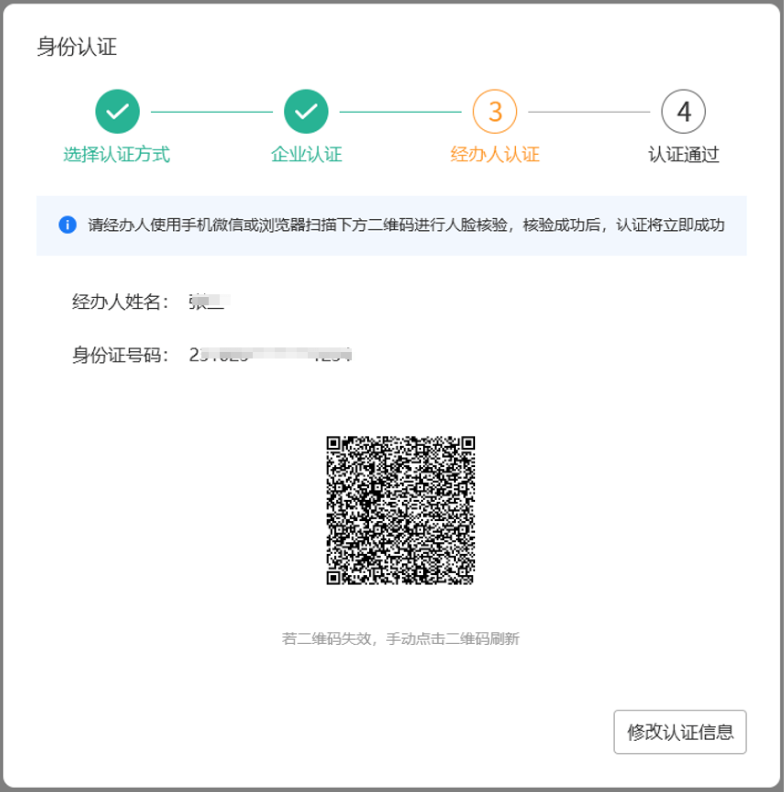 身份认证
3
4
选择认证方式
企业认证
经办人认证
认证通过
请经办人使用手机微信或浏览器扫描下方二维码进行人脸核验，核验成功后，认证将立即成功
经办人姓名：
身份证号码：
若二维码失效，手动点击二维码刷新
修改认证信息